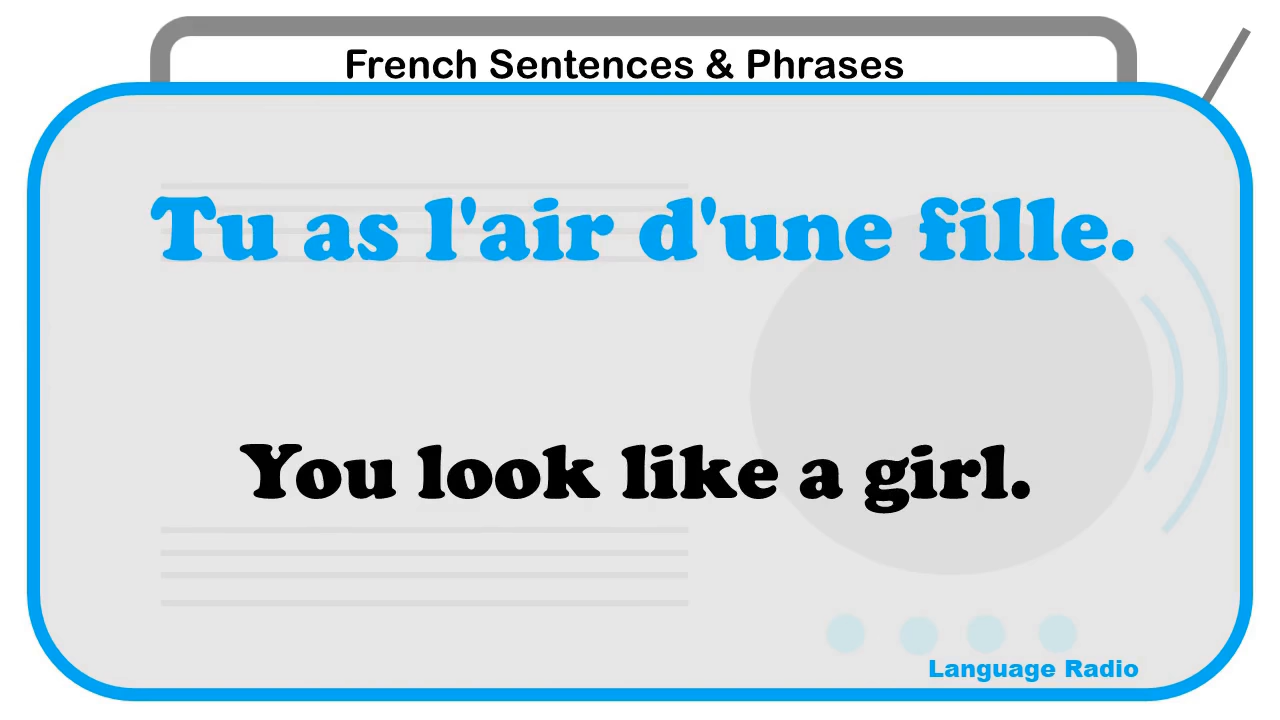 French Sentences & Phrases
Tu as l'air d'une fille.
You look like a girl.
Language Radio